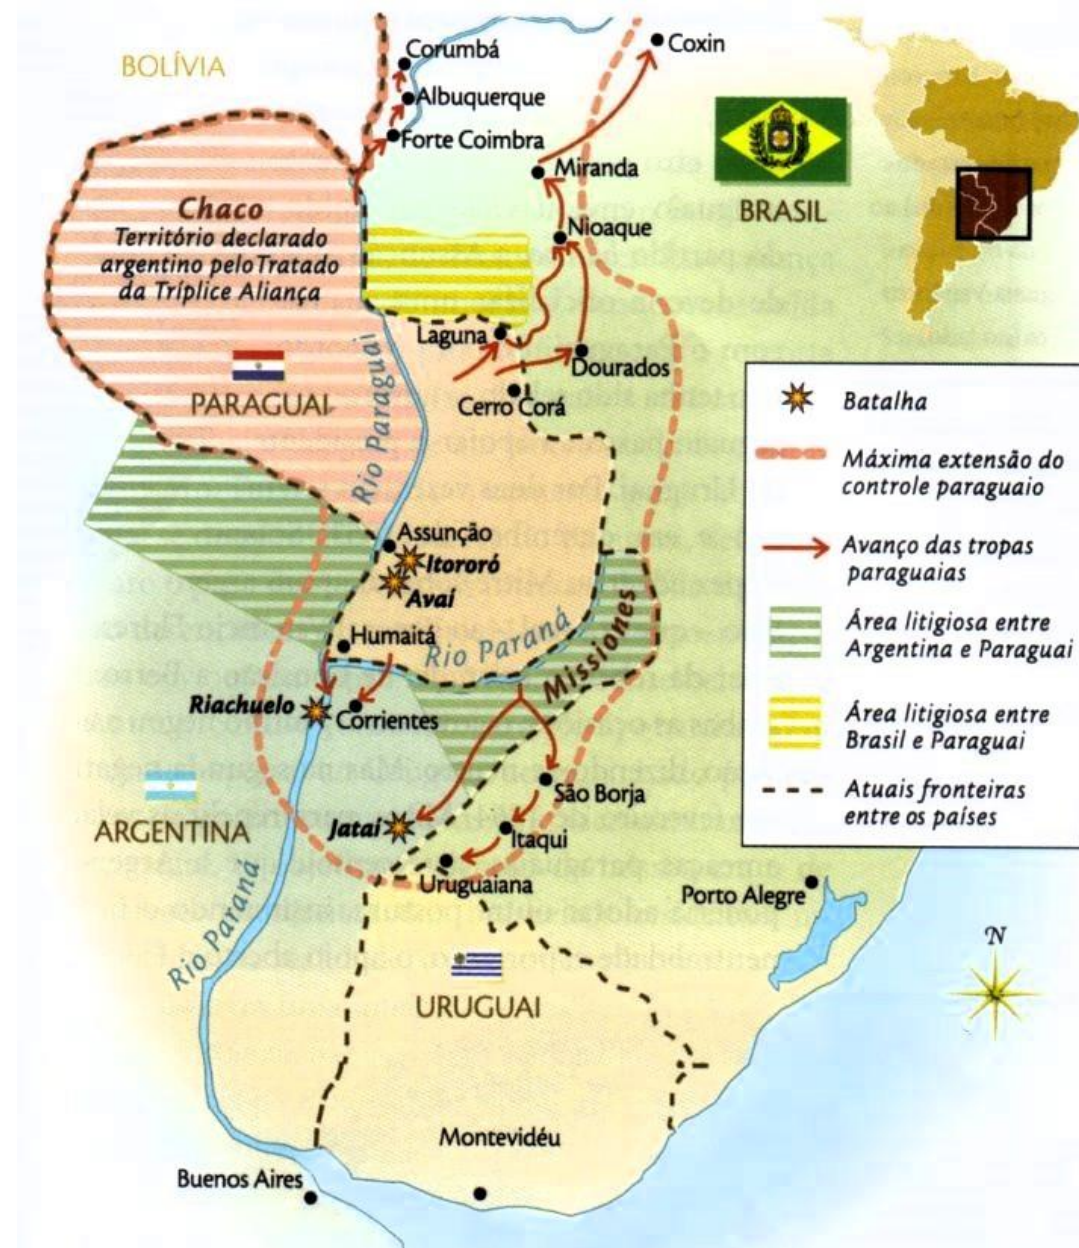 BOLÍVIA
Corumbá
Albuquerque
Forte Coimbra
Coxin
Miranda
Nioaque
BRASIL
Chaco
Território declarado
argentino pelo Tratado
da Tríplice Aliança
PARAGUAI
Rio Paraguai
Laguna
Dourados
Cerro Corá
Assunção
Itororó
Avaí
Humaitá
Rio Paraná
Missiones
Riachuelo
Corrientes
ARGENTINA
Jataí
São Borja
Itaqui
Uruguaiana
Porto Alegre
Rio Paraná
URUGUAI
Montevidéu
Buenos Aires
N
Batalha
Máxima extensão do
controle paraguaio
Avanço das tropas
paraguaias
Área litigiosa entre
Argentina e Paraguai
Área litigiosa entre
Brasil e Paraguai
Atuais fronteiras
entre os países